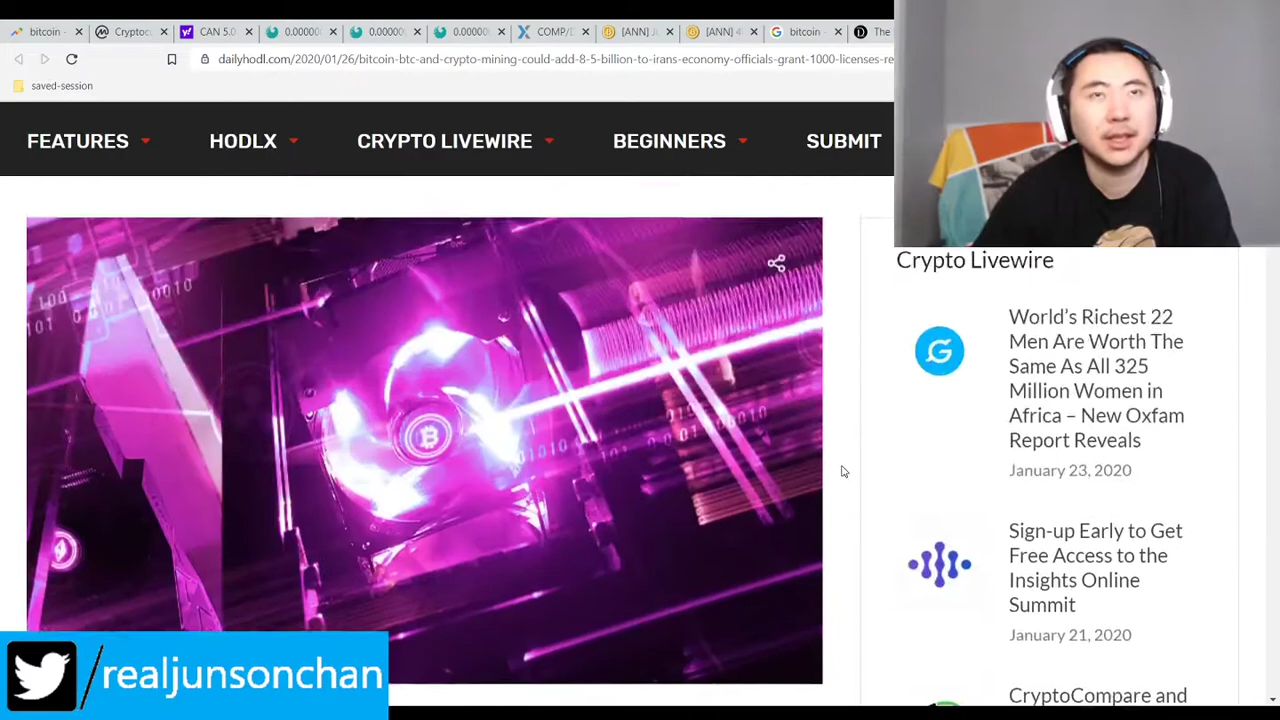 bitcoin -
Crypto
CAN 5.0
0.00000
0.0000
0.0000
COMP/D
[ANN] J
[ANN] 4
bitcoin -
The
dailyhodl.com/2020/01/26/bitcoin-btc-and-crypto-mining-could-add-8-5-billion-to-irans-economy-officials-grant-1000-licenses-re
saved-session
FEATURES
HODLX
CRYPTO LIVEWIRE
BEGINNERS
SUBMIT
Crypto Livewire
World's Richest 22
Men Are Worth The
Same As All 325
Million Women in
Africa – New Oxfam
Report Reveals
January 23, 2020
Sign-up Early to Get
Free Access to the
Insights Online
Summit
January 21, 2020
CryptoCompare and
/realjunsonchan